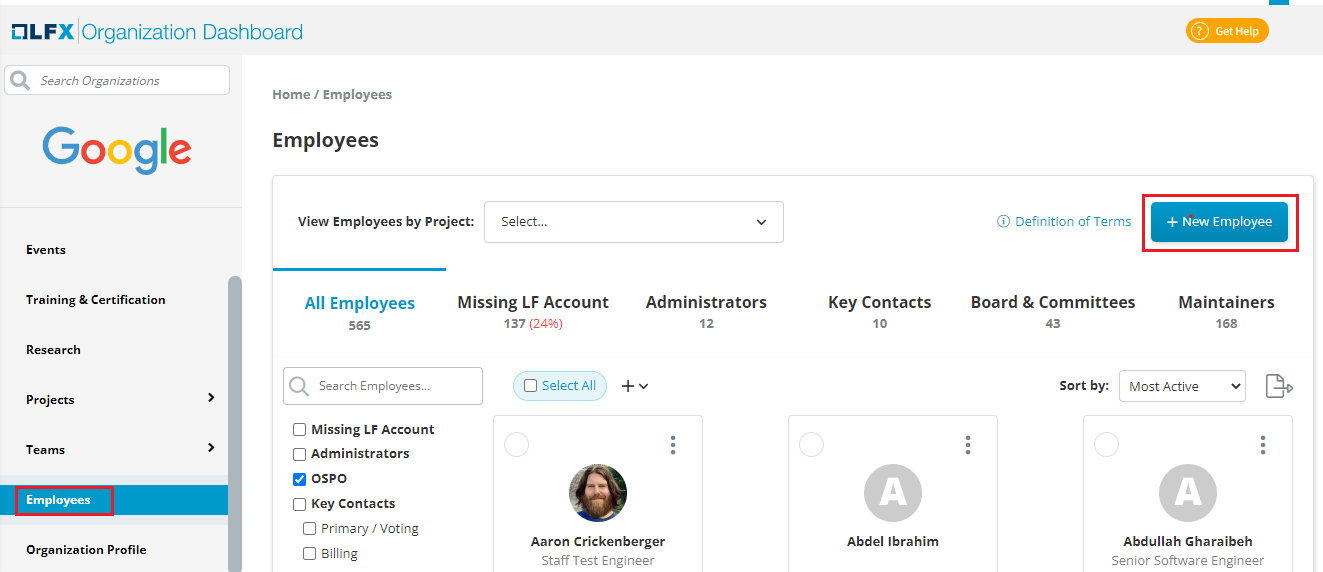 LFX Organization Dashboard
? Get Help
Search Organizations
Google
Events
Training & Certification
Research
Projects
Teams
Employees
Organization Profile
Home / Employees
Employees
View Employees by Project: Select...
Definition of Terms
+ New Employee
All Employees Missing LF Account Administrators Key Contacts Board & Committees Maintainers
565 137 (24%) 12 10 43 168
Search Employees...
Select All
+
Sort by: Most Active
Missing LF Account
Administrators
OSPO
Key Contacts
Primary / Voting
Billing
Aaron Crickenberger
Staff Test Engineer
A
Abdel Ibrahim
A
Abdullah Gharaibeh
Senior Software Engineer